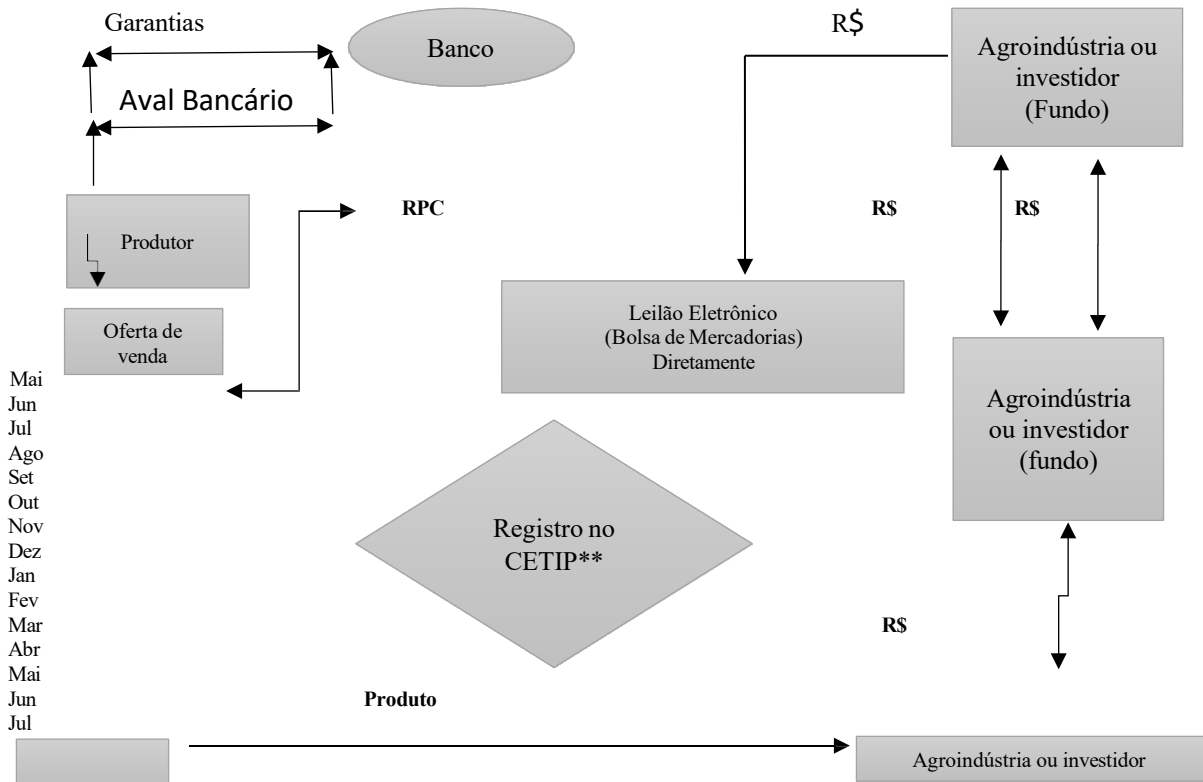 Garantias
Banco
R$
Agroindústria ou
investidor
(Fundo)
Aval Bancário
RPC
R$
R$
Produtor
Leilão Eletrônico
(Bolsa de Mercadorias)
Diretamente
Oferta de
venda
Agroindústria
ou investidor
(fundo)
Mai
Jun
Jul
Ago
Set
Out
Nov
Dez
Jan
Fev
Mar
Abr
Mai
Jun
Jul
Registro no
CETIP**
R$
Produto
Agroindústria ou investidor